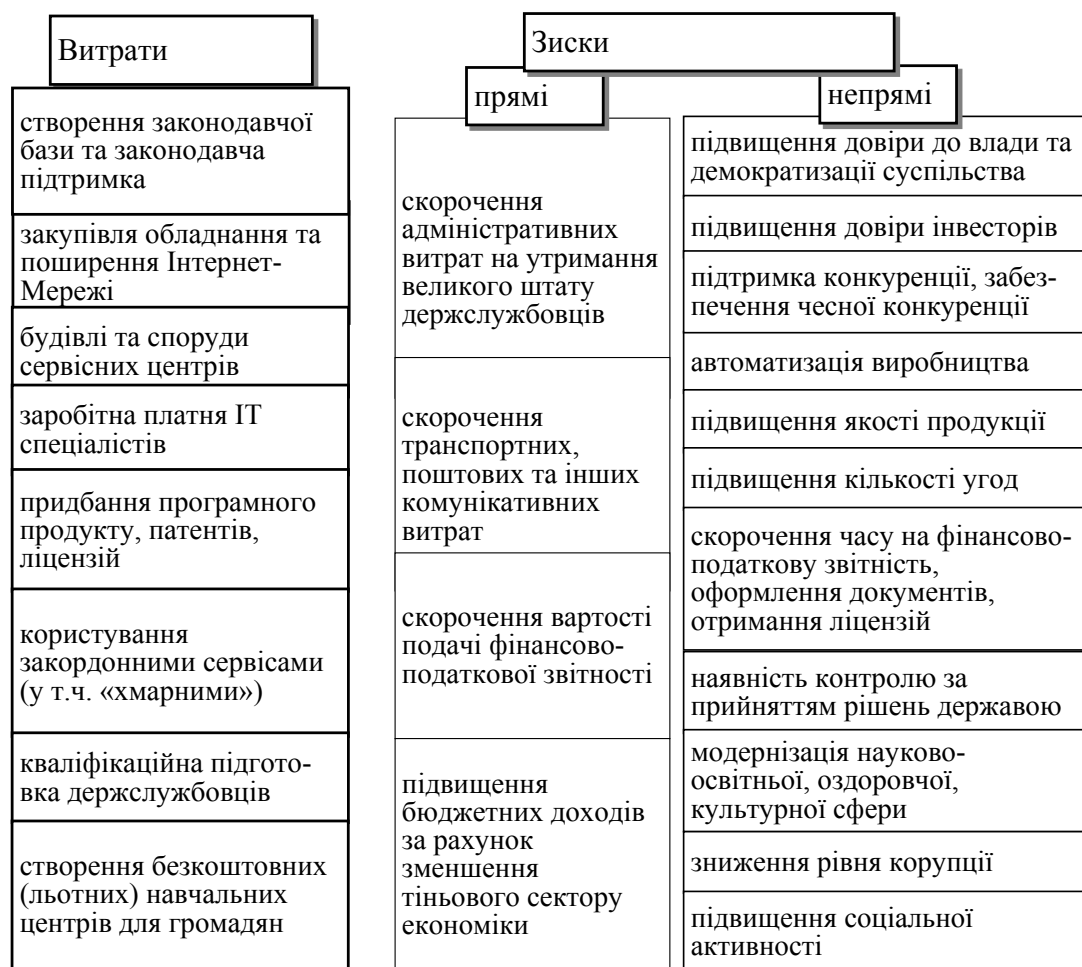 Витрати
створення законодавчої
бази та законодавча
підтримка
закупівля обладнання та
поширення Інтернет-
Мережі
будівлі та споруди
сервісних центрів
заробітна платня ІТ
спеціалістів
придбання програмного
продукту, патентів,
ліцензій
користування
закордонними сервісами
(у т.ч. «хмарними»)
кваліфікаційна підгото-
вка держслужбовців
створення безкоштовних
(льотних) навчальних
центрів для громадян
Зиски
прямі
скорочення
адміністративних
витрат на утримання
великого штату
держслужбовців
скорочення
транспортних,
поштових та інших
комунікативних
витрат
скорочення вартості
подачі фінансово-
податкової звітності
підвищення
бюджетних доходів
за рахунок
зменшення
тіньового сектору
економіки
непрямі
підвищення довіри до влади та
демократизації суспільства
підвищення довіри інвесторів
підтримка конкуренції, забез-
печення чесної конкуренції
автоматизація виробництва
підвищення якості продукції
підвищення кількості угод
скорочення часу на фінансово-
податкову звітність,
оформлення документів,
отримання ліцензій
наявність контролю за
прийняттям рішень державою
модернізація науково-
освітньої, оздоровчої,
культурної сфери
зниження рівня корупції
підвищення соціальної
активності